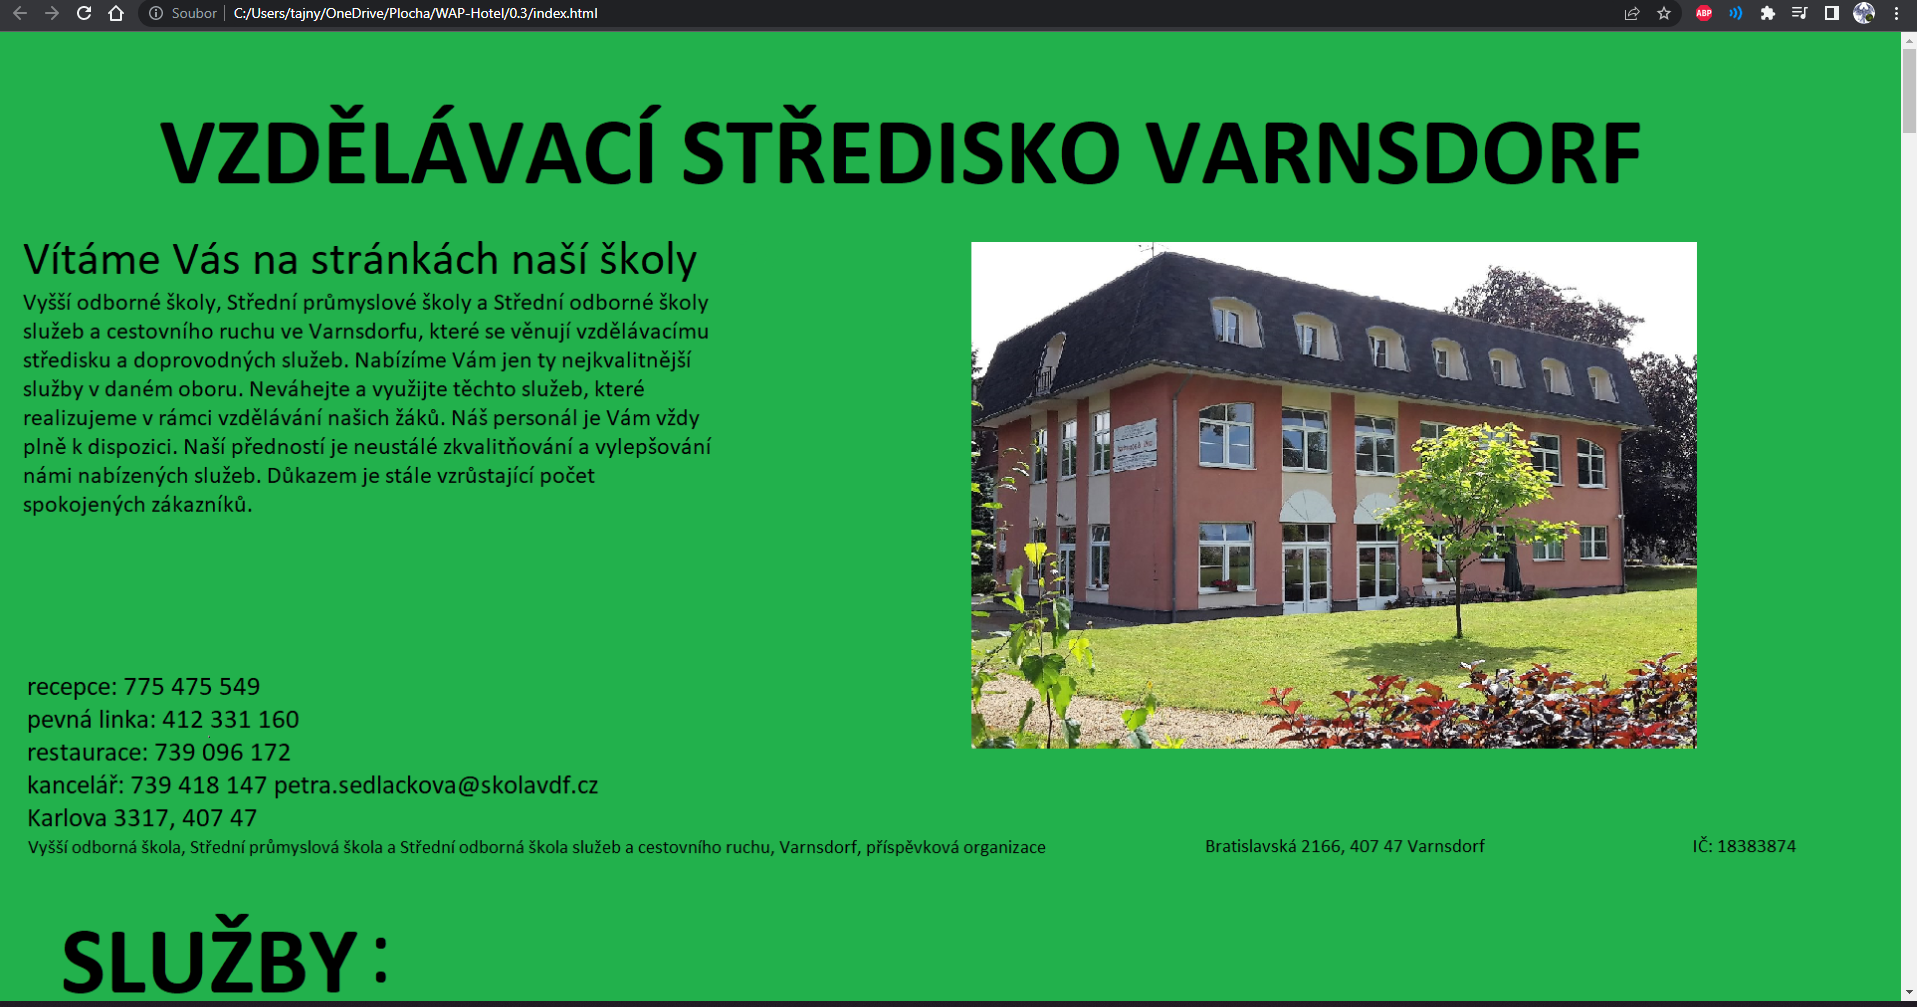 Soubor
C:/Users/tajny/OneDrive/Plocha/WAP-Hotel/0.3/index.html
ABP
VZDĚLÁVACÍ STŘEDISKO VARNSDORF
Vítáme Vás na stránkách naší školy
Vyšší odborné školy, Střední průmyslové školy a Střední odborné školy
služeb a cestovního ruchu ve Varnsdorfu, které se věnují vzdělávacímu
středisku a doprovodných služeb. Nabízíme Vám jen ty nejkvalitnější
služby v daném oboru. Neváhejte a využijte těchto služeb, které
realizujeme v rámci vzdělávání našich žáků. Náš personál je Vám vždy
plně k dispozici. Naší předností je neustálé zkvalitňování a vylepšování
námi nabízených služeb. Důkazem je stále vzrůstající počet
spokojených zákazníků.
recepce: 775 475 549
pevná linka: 412 331 160
restaurace: 739 096 172
kancelář: 739 418 147 petra.sedlackova@skolavdf.cz
Karlova 3317, 407 47
Vyšší odborná škola, Střední průmyslová škola a Střední odborná škola služeb a cestovního ruchu, Varnsdorf, příspěvková organizace
Bratislavská 2166, 407 47 Varnsdorf
IČ: 18383874
SLUŽBY: